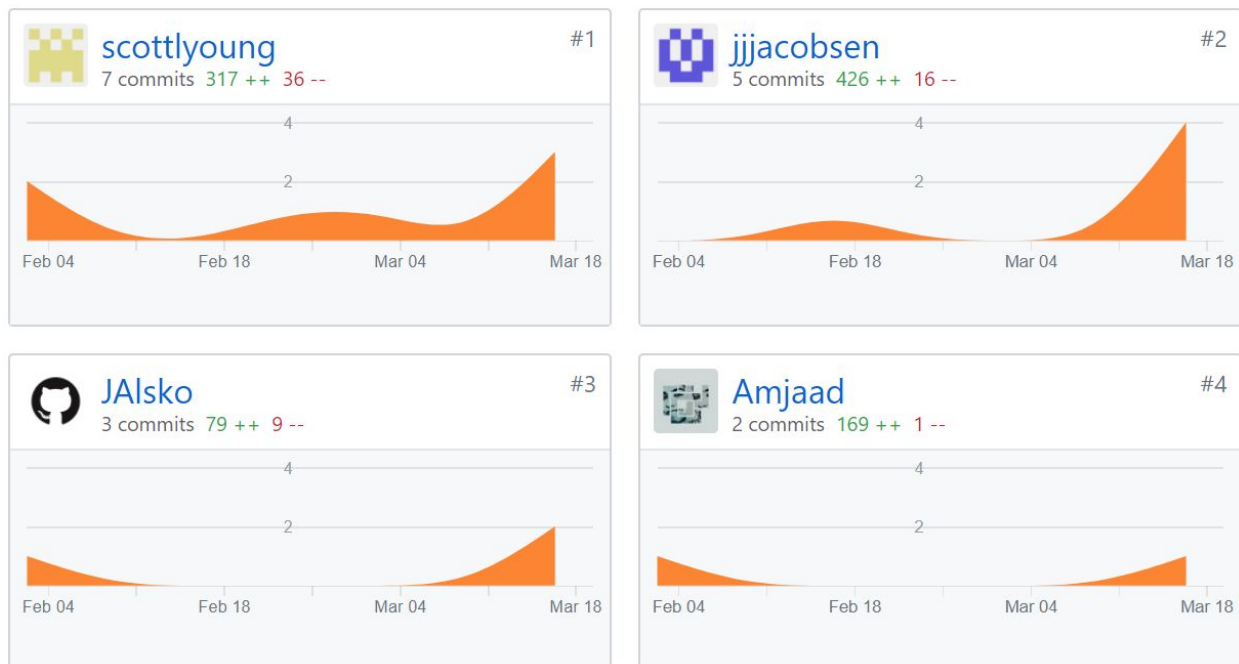 scottlyoung #1
7 commits 317 ++ 36 --
4
2
Feb 04 Feb 18 Mar 04 Mar 18
jjjacobsen #2
5 commits 426 ++ 16 --
4
2
Feb 04 Feb 18 Mar 04 Mar 18
JAlsko #3
3 commits 79 ++ 9 --
4
2
Feb 04 Feb 18 Mar 04 Mar 18
Amjaad #4
2 commits 169 ++ 1 --
4
2
Feb 04 Feb 18 Mar 04 Mar 18